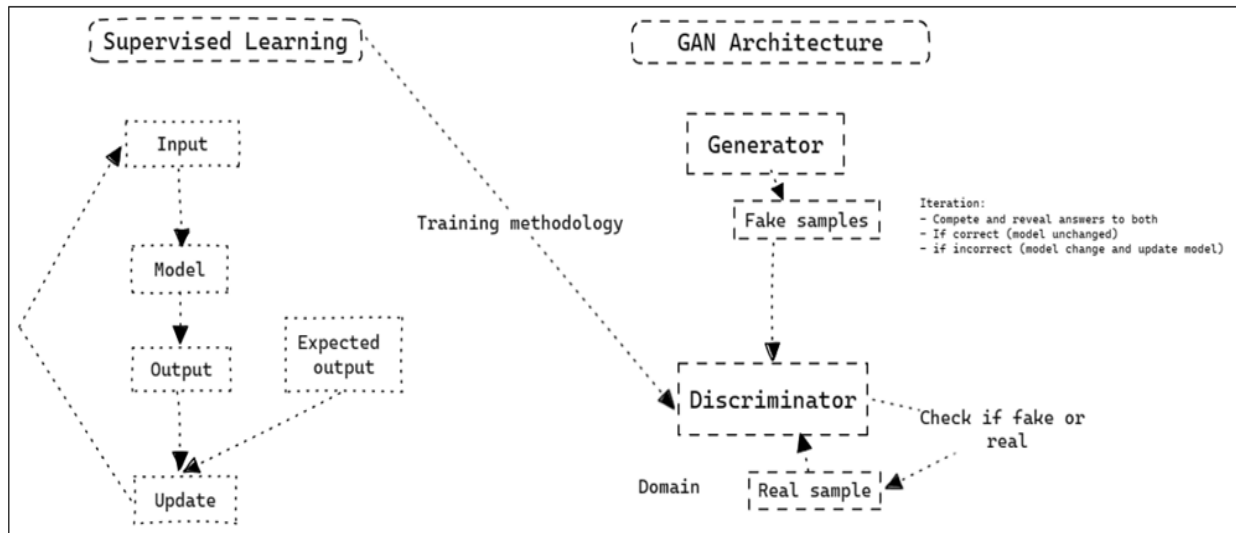 Supervised Learning
Input
Model
Output
Expected
output
Update
Training methodology
GAN Architecture
Generator
Fake samples
Iteration:
- Compete and reveal answers to both
- If correct (model unchanged)
- if incorrect (model change and update model)
Discriminator
Check if fake or
real
Domain
Real sample